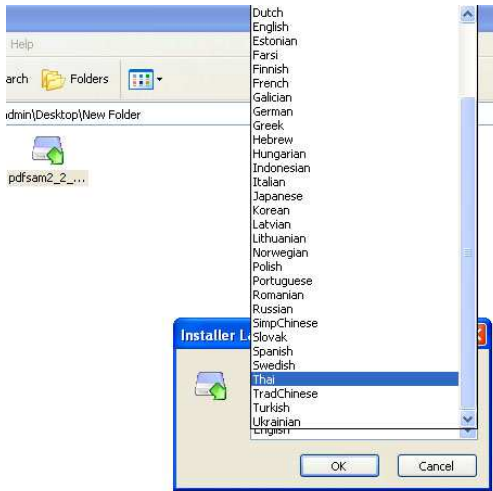 Help
arch Folders
dmin\Desktop\New Folder
pdfsam2_2_...
Dutch
English
Estonian
Farsi
Finnish
French
Galician
German
Greek
Hebrew
Hungarian
Indonesian
Italian
Japanese
Korean
Latvian
Lithuanian
Norwegian
Polish
Portuguese
Romanian
Russian
SimpChinese
Slovak
Spanish
Swedish
Thai
TradChinese
Turkish
Ukrainian
Installer L
English
OK Cancel